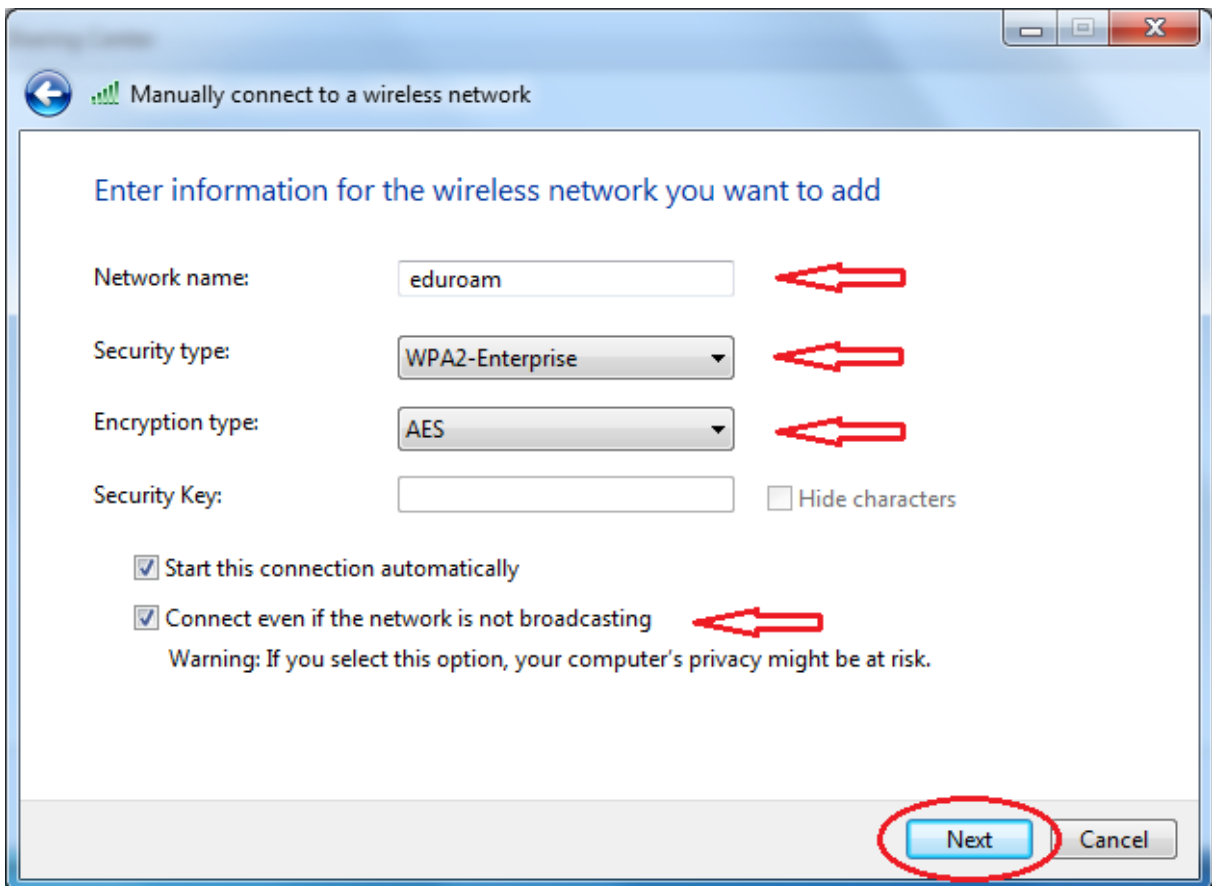 Sharing Center
Manually connect to a wireless network
Enter information for the wireless network you want to add
Network name: eduroam
Security type: WPA2-Enterprise
Encryption type: AES
Security Key: Hide characters
Start this connection automatically
Connect even if the network is not broadcasting
Warning: If you select this option, your computer's privacy might be at risk.
Next Cancel